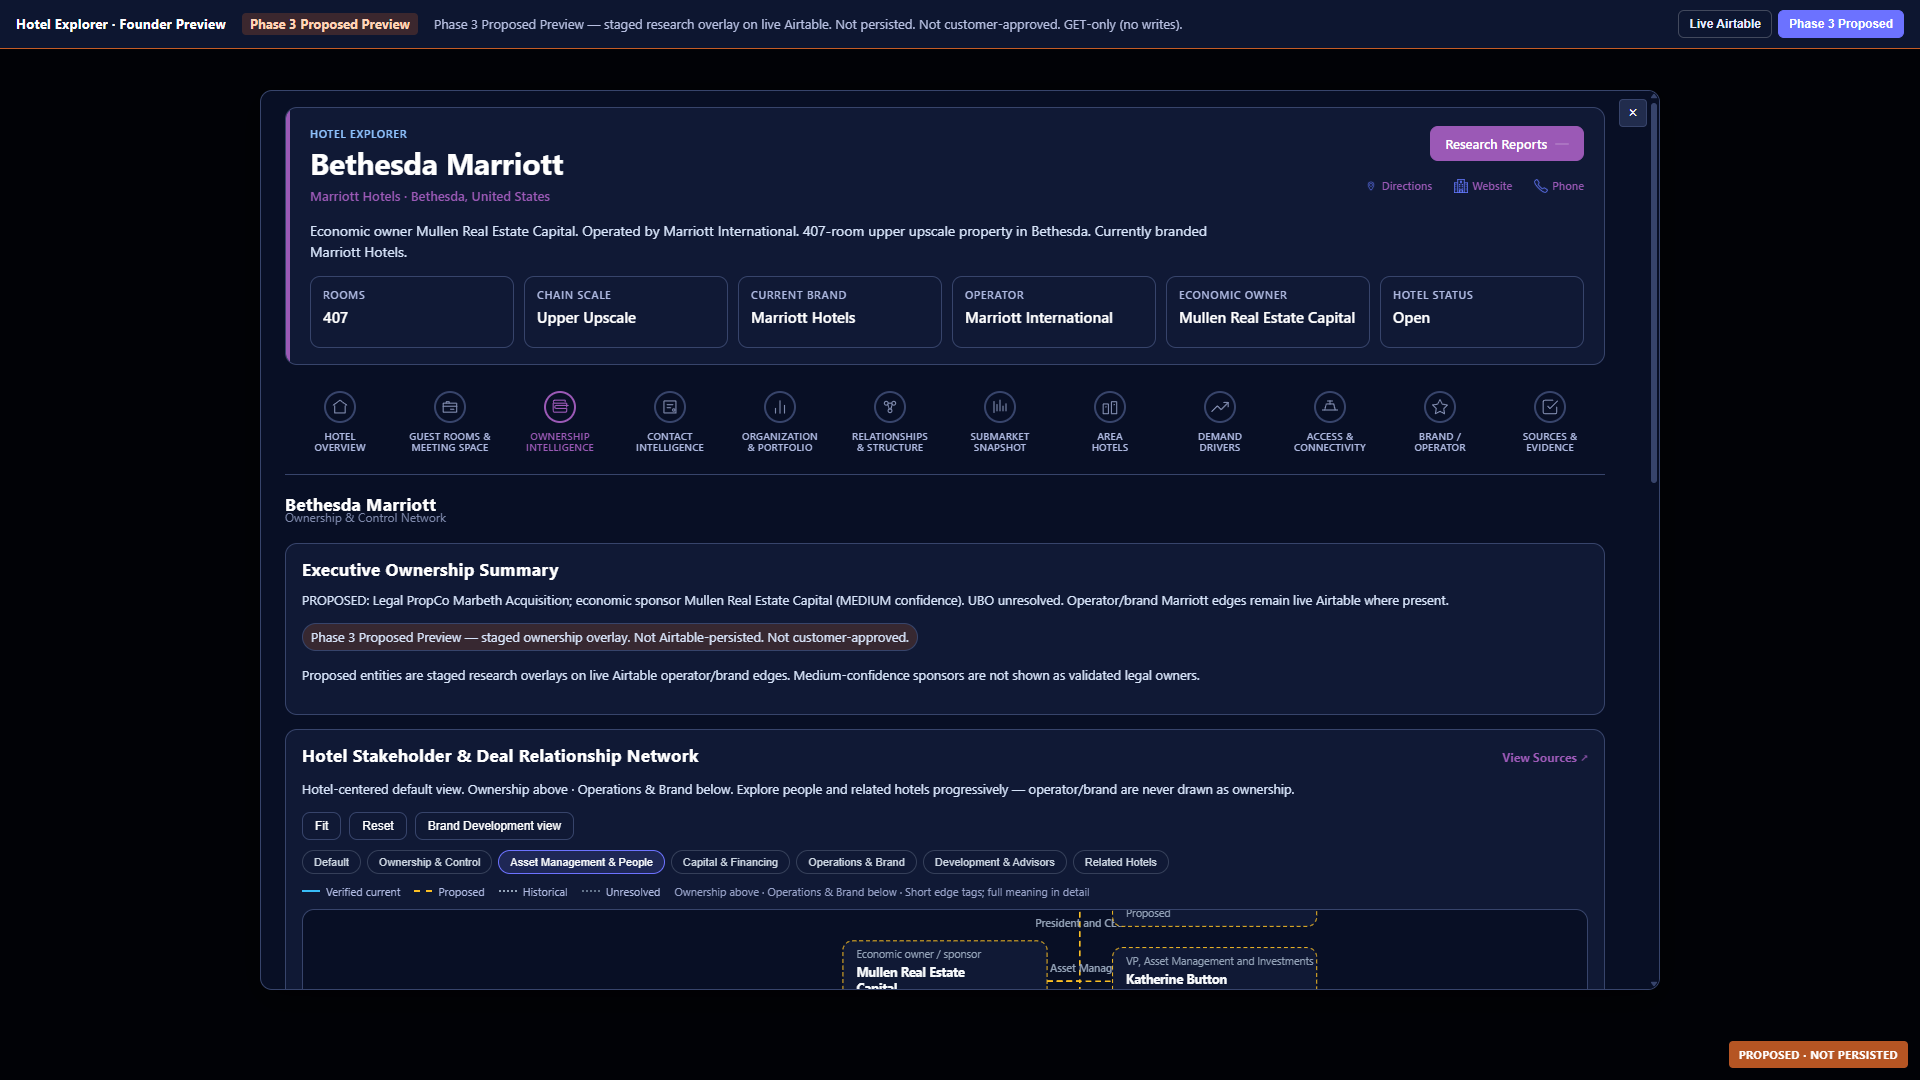 Hotel Explorer · Founder Preview
Phase 3 Proposed Preview
Phase 3 Proposed Preview — staged research overlay on live Airtable. Not persisted. Not customer-approved. GET-only (no writes).
Live Airtable
Phase 3 Proposed
×
HOTEL EXPLORER
Bethesda Marriott
Marriott Hotels · Bethesda, United States
Research Reports —
Directions
Website
Phone
Economic owner Mullen Real Estate Capital. Operated by Marriott International. 407-room upper upscale property in Bethesda. Currently branded
Marriott Hotels.
ROOMS
407
CHAIN SCALE
Upper Upscale
CURRENT BRAND
Marriott Hotels
OPERATOR
Marriott International
ECONOMIC OWNER
Mullen Real Estate Capital
HOTEL STATUS
Open
HOTEL
OVERVIEW
GUEST ROOMS &
MEETING SPACE
OWNERSHIP
INTELLIGENCE
CONTACT
INTELLIGENCE
ORGANIZATION
& PORTFOLIO
RELATIONSHIPS
& STRUCTURE
SUBMARKET
SNAPSHOT
AREA
HOTELS
DEMAND
DRIVERS
ACCESS &
CONNECTIVITY
BRAND /
OPERATOR
SOURCES &
EVIDENCE
Bethesda Marriott
Ownership & Control Network
Executive Ownership Summary
PROPOSED: Legal PropCo Marbeth Acquisition; economic sponsor Mullen Real Estate Capital (MEDIUM confidence). UBO unresolved. Operator/brand Marriott edges remain live Airtable where present.
Phase 3 Proposed Preview — staged ownership overlay. Not Airtable-persisted. Not customer-approved.
Proposed entities are staged research overlays on live Airtable operator/brand edges. Medium-confidence sponsors are not shown as validated legal owners.
Hotel Stakeholder & Deal Relationship Network
View Sources ↗
Hotel-centered default view. Ownership above · Operations & Brand below. Explore people and related hotels progressively — operator/brand are never drawn as ownership.
Fit
Reset
Brand Development view
Default
Ownership & Control
Asset Management & People
Capital & Financing
Operations & Brand
Development & Advisors
Related Hotels
Verified current
Proposed
Historical
Unresolved
Ownership above · Operations & Brand below · Short edge tags; full meaning in detail
Proposed
President and
Economic owner / sponsor
Mullen Real Estate
Capital
Asset Manag
VP, Asset Management and Investments
Katherine Button
PROPOSED · NOT PERSISTED